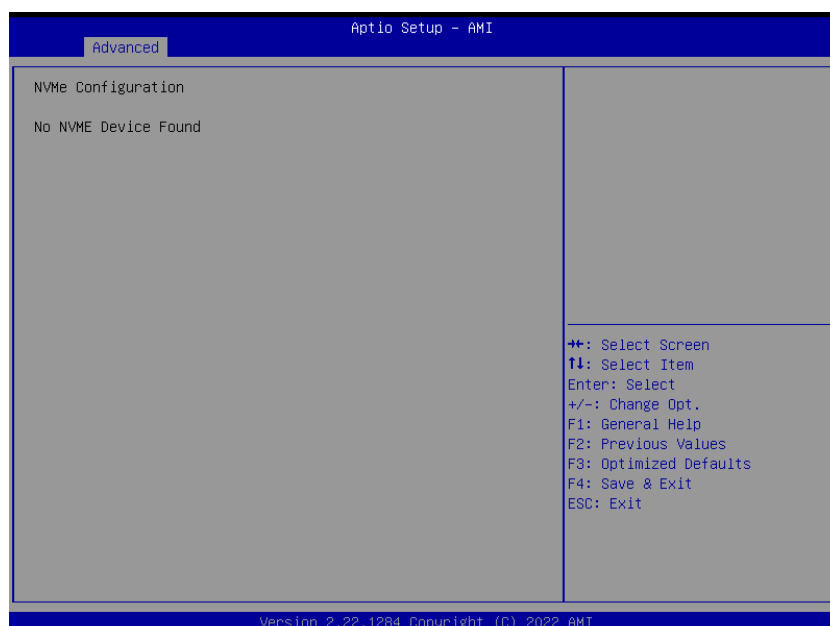 Aptio Setup – AMI
Advanced
NVMe Configuration
No NVME Device Found
→←: Select Screen
↑↓: Select Item
Enter: Select
+/-: Change Opt.
F1: General Help
F2: Previous Values
F3: Optimized Defaults
F4: Save & Exit
ESC: Exit
Version 2.22.1284 Copyright (C) 2022 AMI